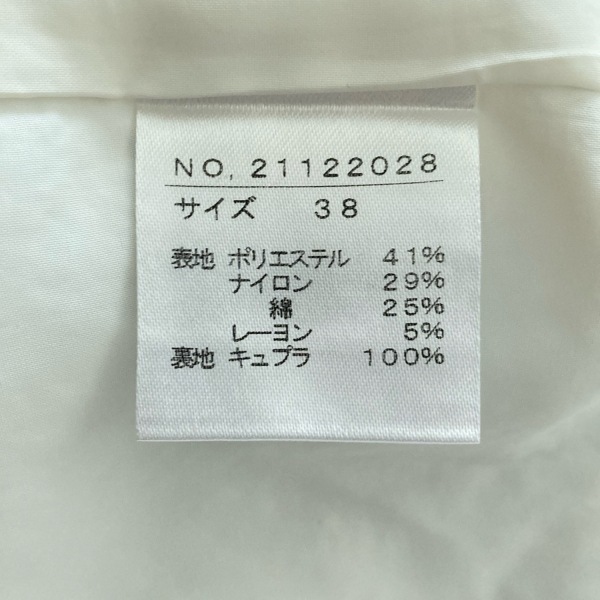 NO, 21122028
サイズ 38
表地 ポリエステル 41%
ナイロン 29%
綿 25%
レーヨン 5%
裏地 キュプラ 100%